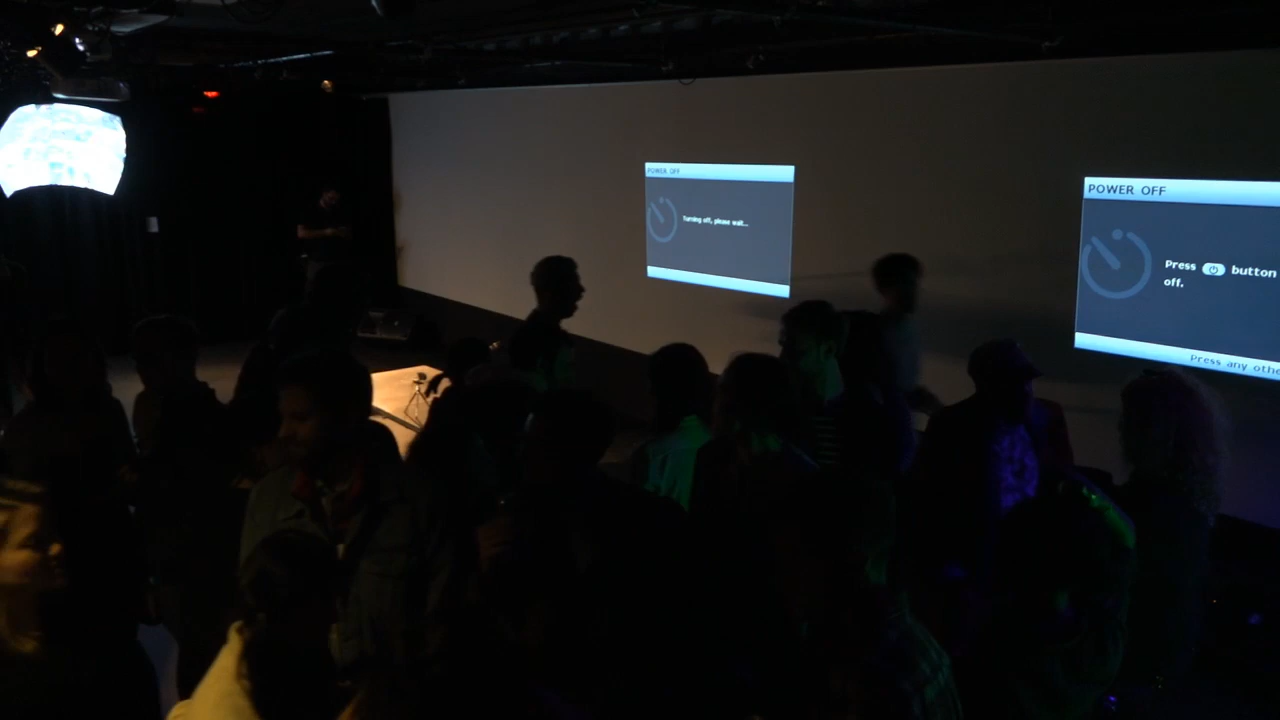 POWER OFF
Turning off, please wait...
POWER OFF
Press button
off.
Press any othe